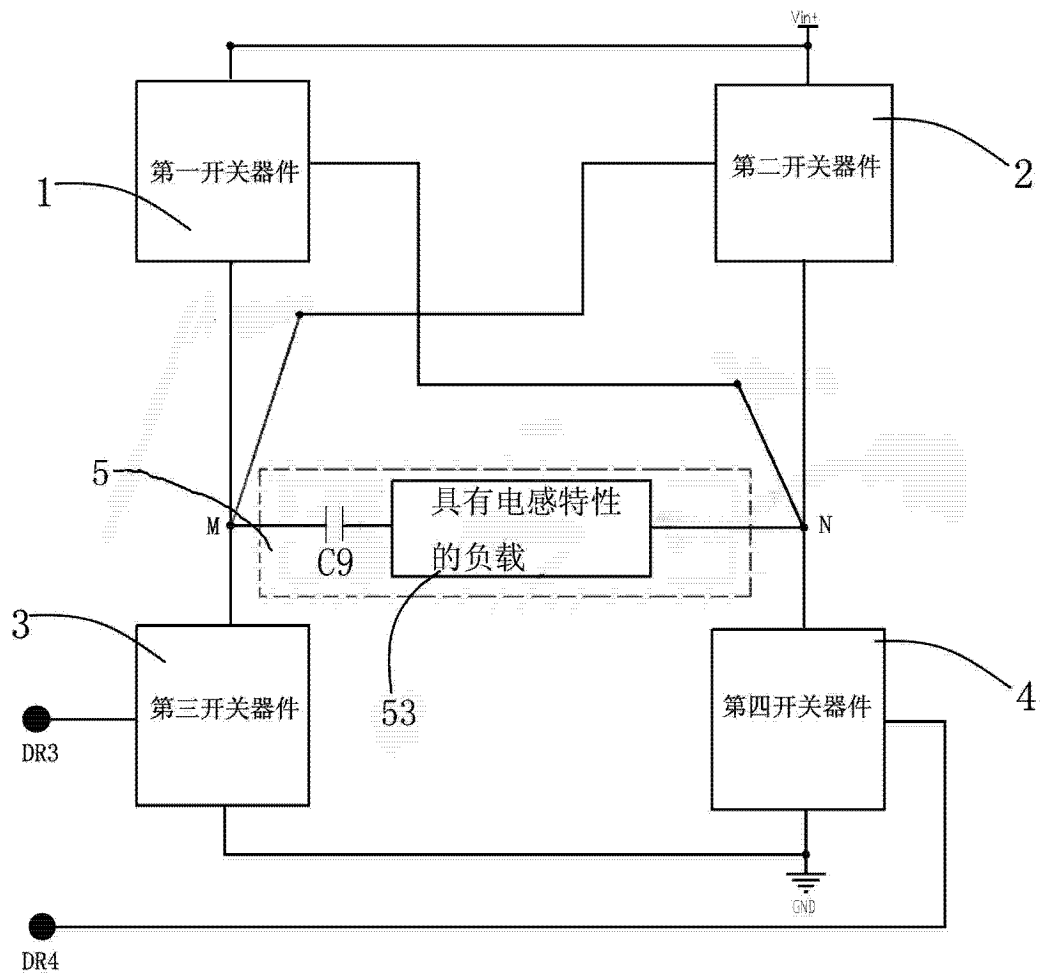 Vin+
第一开关器件
第二开关器件
1
2
5
具有电感特性
的负载
M
N
C9
3
第三开关器件
第四开关器件
4
53
DR3
GND
DR4